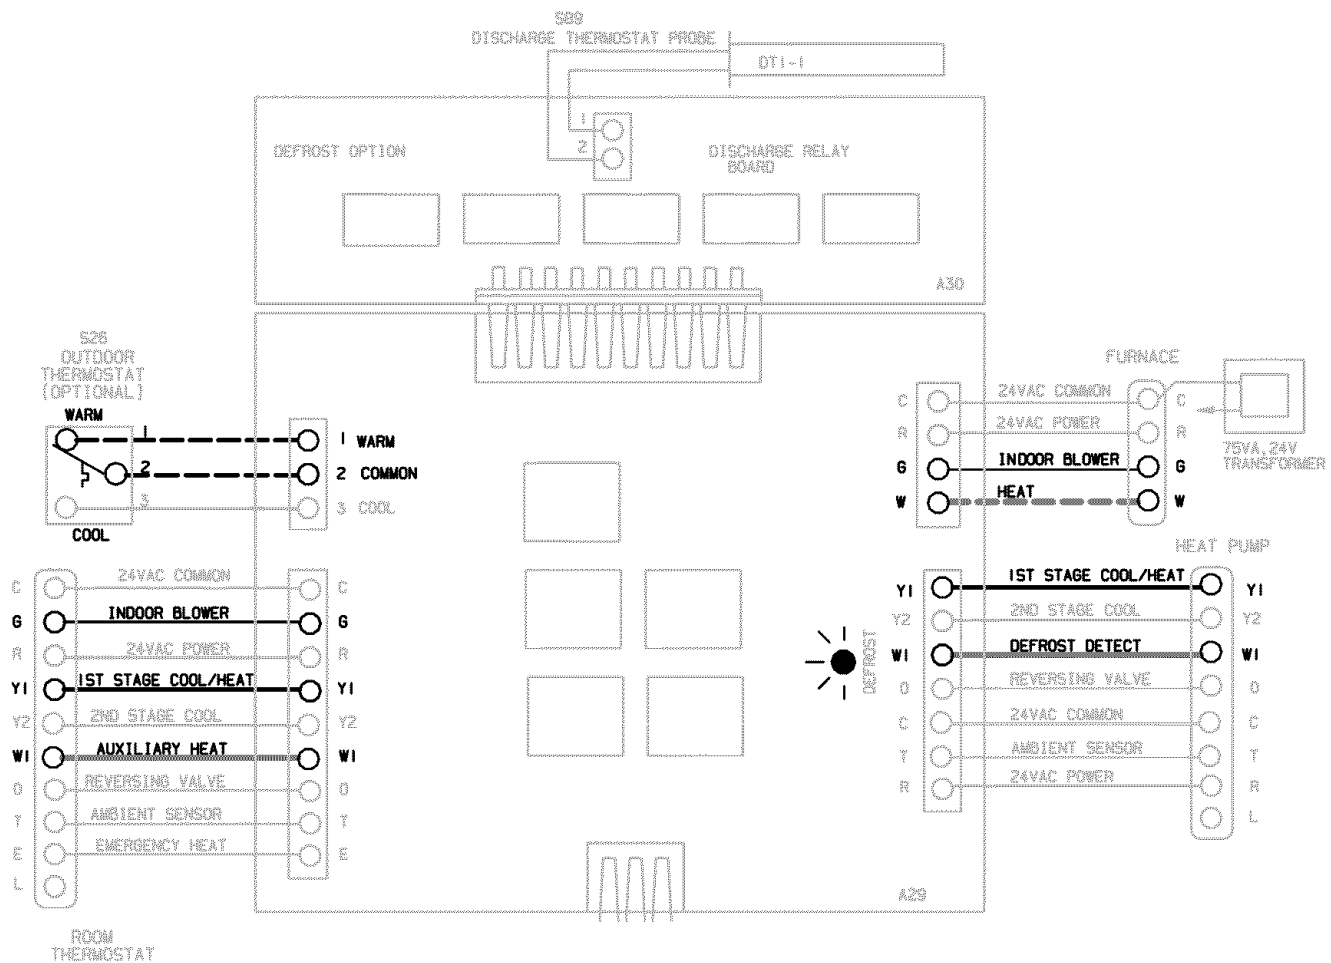 S89
DISCHARGE THERMOSTAT PROBE
DT1-1
1
2
DEFROST OPTION
DISCHARGE RELAY
BOARD
A30
S26
OUTDOOR
THERMOSTAT
(OPTIONAL)
WARM
1
2
3
COOL
1 WARM
2 COMMON
3 COOL
FURNACE
C 24VAC COMMON C
R 24VAC POWER R
G INDOOR BLOWER G
W HEAT W
75VA,24V
TRANSFORMER
HEAT PUMP
C 24VAC COMMON C
G INDOOR BLOWER G
R 24VAC POWER R
Y1 1ST STAGE COOL/HEAT Y1
Y2 2ND STAGE COOL Y2
W1 AUXILIARY HEAT W1
O REVERSING VALVE O
T AMBIENT SENSOR T
E EMERGENCY HEAT E
L
ROOM
THERMOSTAT
DEFROST
Y1 1ST STAGE COOL/HEAT Y1
Y2 2ND STAGE COOL Y2
W1 DEFROST DETECT W1
O REVERSING VALVE O
C 24VAC COMMON C
T AMBIENT SENSOR T
R 24VAC POWER R
L
A29